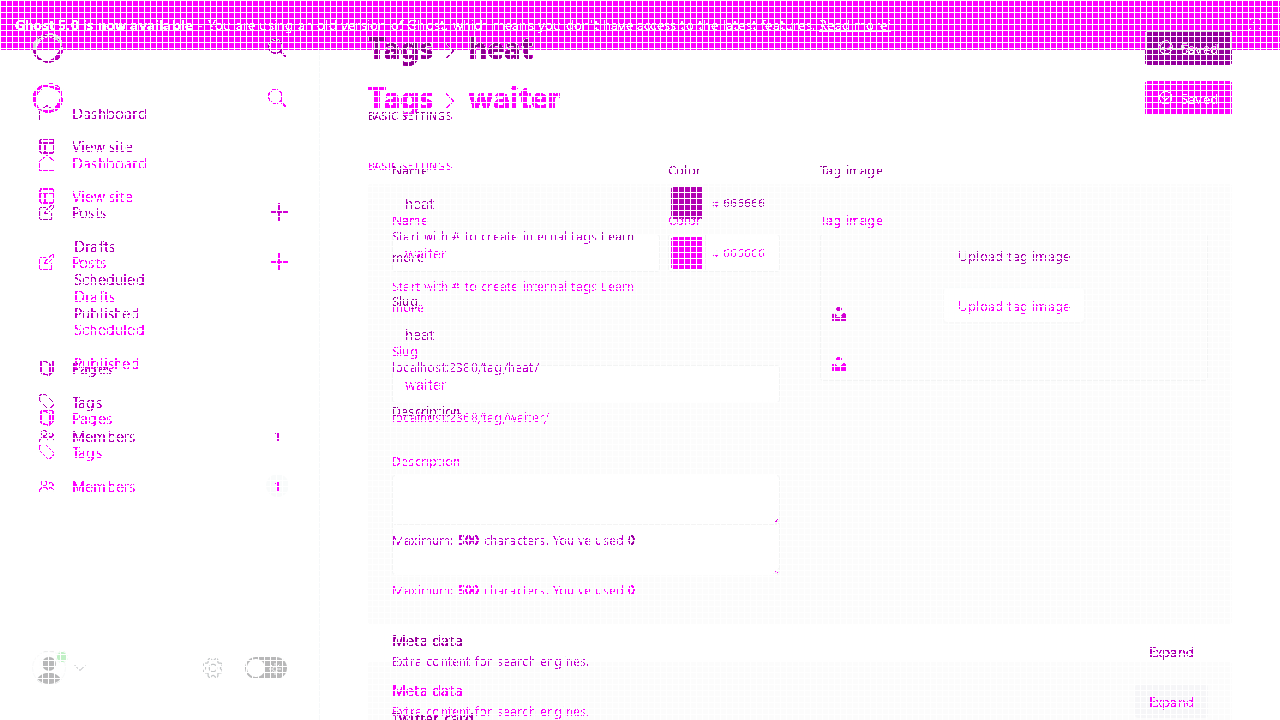 Ghost 5.0 is now available - You are using an old version of Ghost which means you don't have access to the latest features. Read more!
Tags > heat
Saved
Tags > waiter
Saved
Dashboard
BASIC SETTINGS
View site
Dashboard
BASIC SETTINGS
Name
Color
Tag image
View site
heat
# 666666
Posts
Name
Color
Tag image
Start with # to create internal tags Learn
more
Drafts
waiter
# 666666
Upload tag image
Posts
Scheduled
Start with # to create internal tags Learn
more
Drafts
Slug
Upload tag image
Published
Scheduled
heat
Slug
Published
Pages
localhost:2368/tag/heat/
waiter
Tags
Description
Pages
localhost:2368/tag/waiter/
Members 1
Tags
Description
Members 1
Maximum: 500 characters. You've used 0
Maximum: 500 characters. You've used 0
Meta data
Extra content for search engines.
Expand
Meta data
Extra content for search engines.
Expand
Twitter card